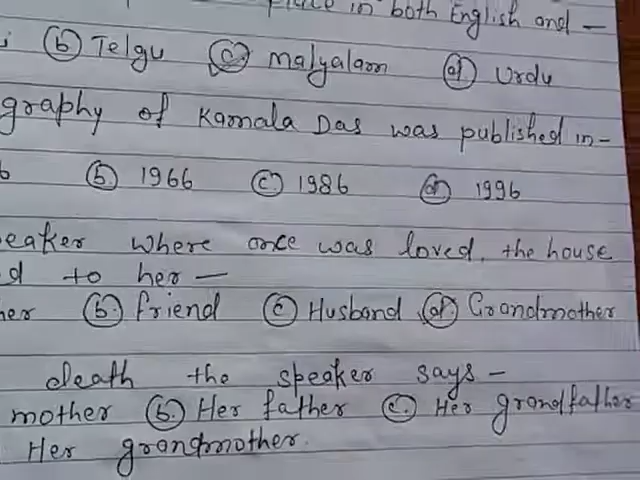 place in both English and –
(b) Telgu (c) Malyalam (d) Urdu
graphy of Kamala Das was published in –
6 (b) 1966 (c) 1986 (d) 1996
eaker where once was loved, the house
d to her –
her (b) friend (c) Husband (d) Grandmother
death the speaker says –
mother (b) Her father (c) Her grandfather
Her grandmother.